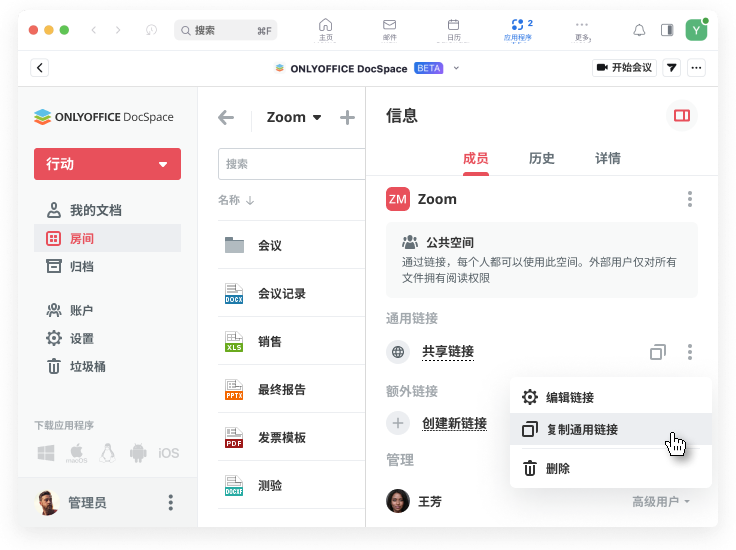 搜索 ⌘F
主页
邮件
日历
2
应用程序
更多
Y
ONLYOFFICE DocSpace BETA
开始会议
ONLYOFFICE DocSpace
行动
我的文档
房间
归档
账户
设置
垃圾桶
下载应用程序
macOS
iOS
管理员
Zoom
搜索
名称
会议
DOCX
会议记录
XLS
销售
PPTX
最终报告
PDF
发票模板
DOCXF
测验
信息
成员
历史
详情
ZM
Zoom
公共空间
通过链接，每个人都可以使用此空间。外部用户仅对所有
文件拥有阅读权限
通用链接
共享链接
额外链接
创建新链接
编辑链接
复制通用链接
删除
管理
王芳
高级用户